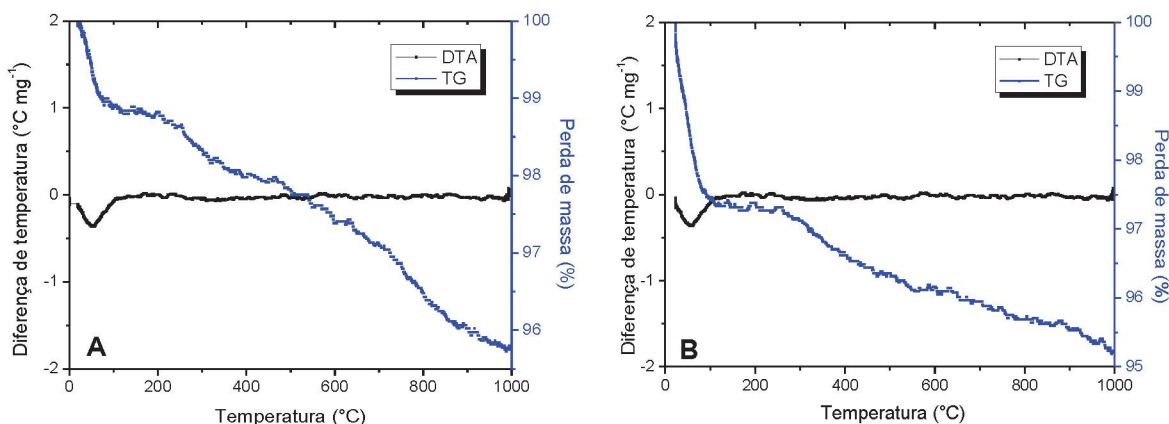 2
1
0
-1
-2
Diferença de temperatura (°C mg-1)
0
200
400
600
800
1000
Temperatura (°C)
100
99
98
97
96
Perda de massa (%)
DTA
TG
A
2
1
0
-1
-2
Diferença de temperatura (°C mg-1)
0
200
400
600
800
1000
Temperatura (°C)
100
99
98
97
96
95
Perda de massa (%)
DTA
TG
B